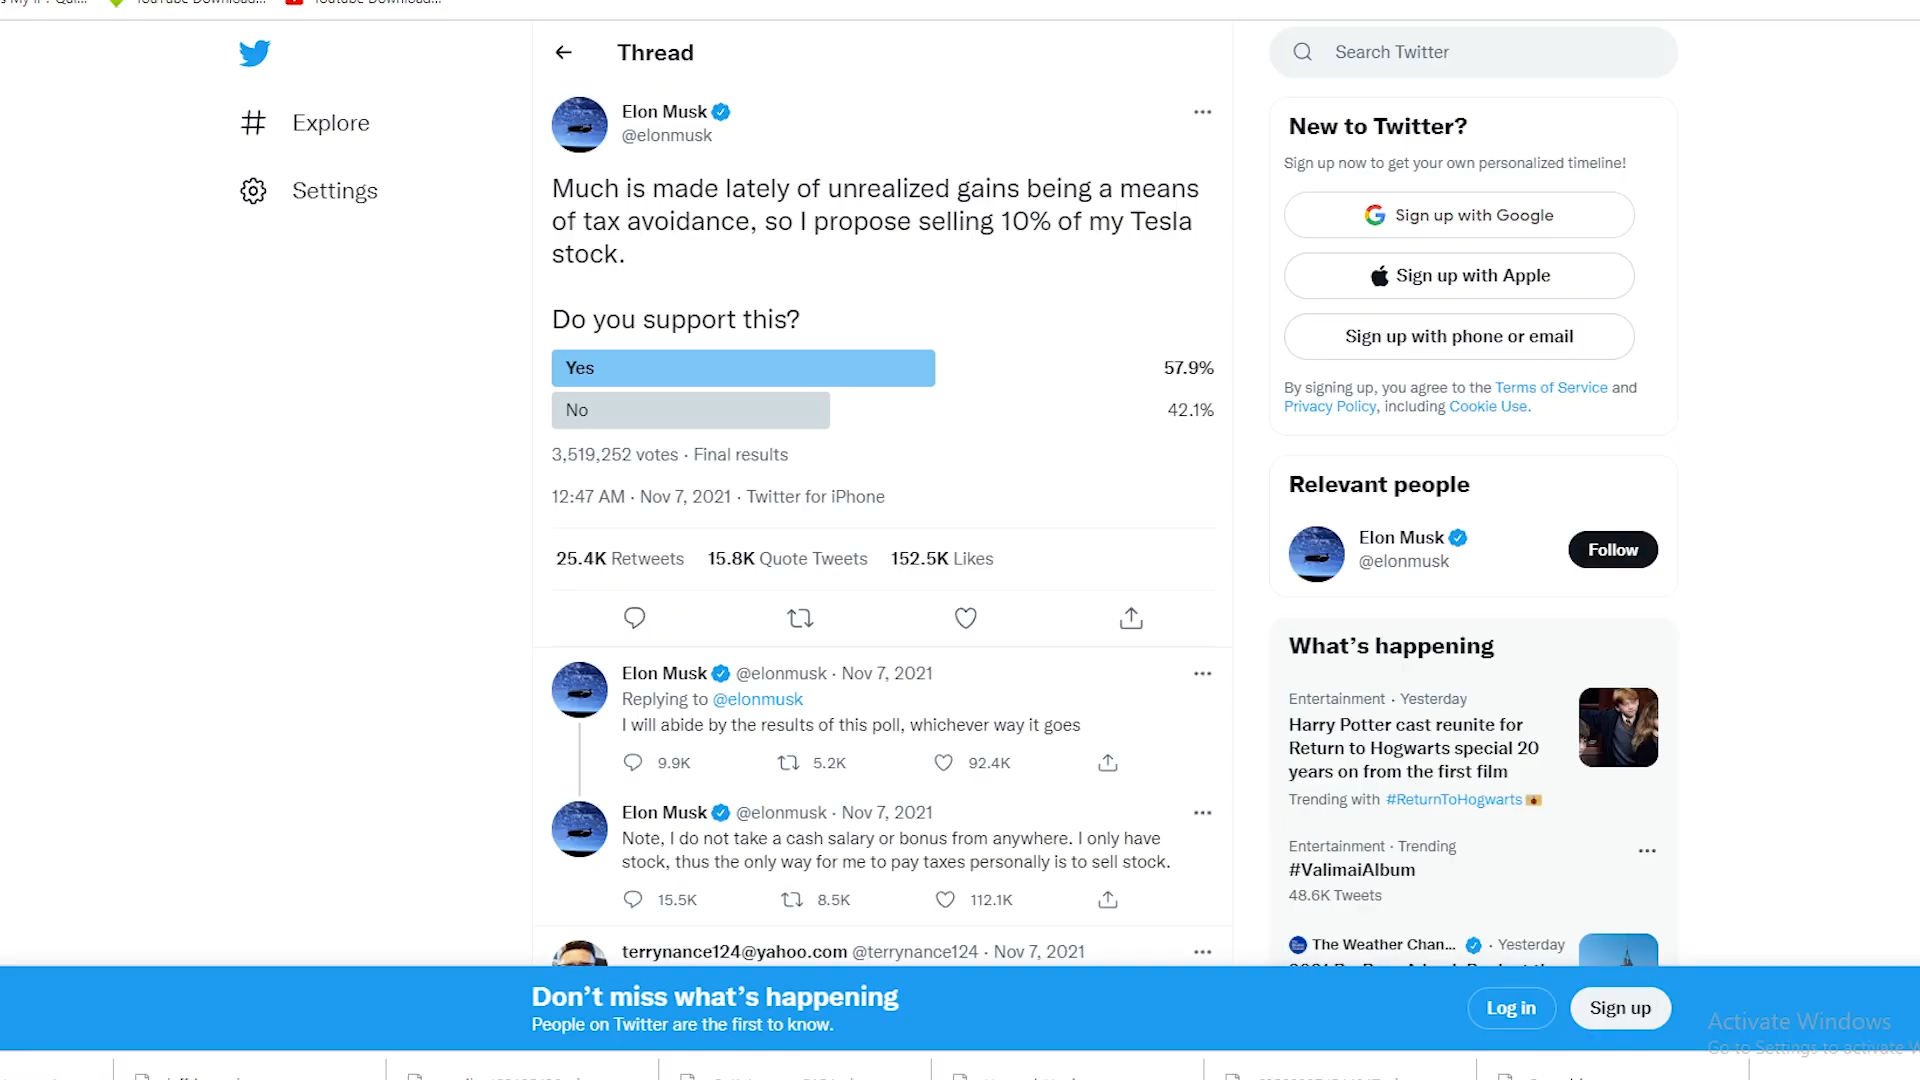 Thread
Explore
Settings
Elon Musk
@elonmusk
Much is made lately of unrealized gains being a means
of tax avoidance, so I propose selling 10% of my Tesla
stock.
Do you support this?
Yes 57.9%
No 42.1%
3,519,252 votes · Final results
12:47 AM · Nov 7, 2021 · Twitter for iPhone
25.4K Retweets 15.8K Quote Tweets 152.5K Likes
Elon Musk @elonmusk · Nov 7, 2021
Replying to @elonmusk
I will abide by the results of this poll, whichever way it goes
9.9K 5.2K 92.4K
Elon Musk @elonmusk · Nov 7, 2021
Note, I do not take a cash salary or bonus from anywhere. I only have
stock, thus the only way for me to pay taxes personally is to sell stock.
15.5K 8.5K 112.1K
terrynance124@yahoo.com @terrynance124 · Nov 7, 2021
Search Twitter
New to Twitter?
Sign up now to get your own personalized timeline!
Sign up with Google
Sign up with Apple
Sign up with phone or email
By signing up, you agree to the Terms of Service and
Privacy Policy, including Cookie Use.
Relevant people
Elon Musk
@elonmusk
Follow
What's happening
Entertainment · Yesterday
Harry Potter cast reunite for
Return to Hogwarts special 20
years on from the first film
Trending with #ReturnToHogwarts
Entertainment · Trending
#ValimaiAlbum
48.6K Tweets
The Weather Chan... · Yesterday
Don't miss what's happening
People on Twitter are the first to know.
Log in
Sign up
Activate Windows
Go to Settings to activate W